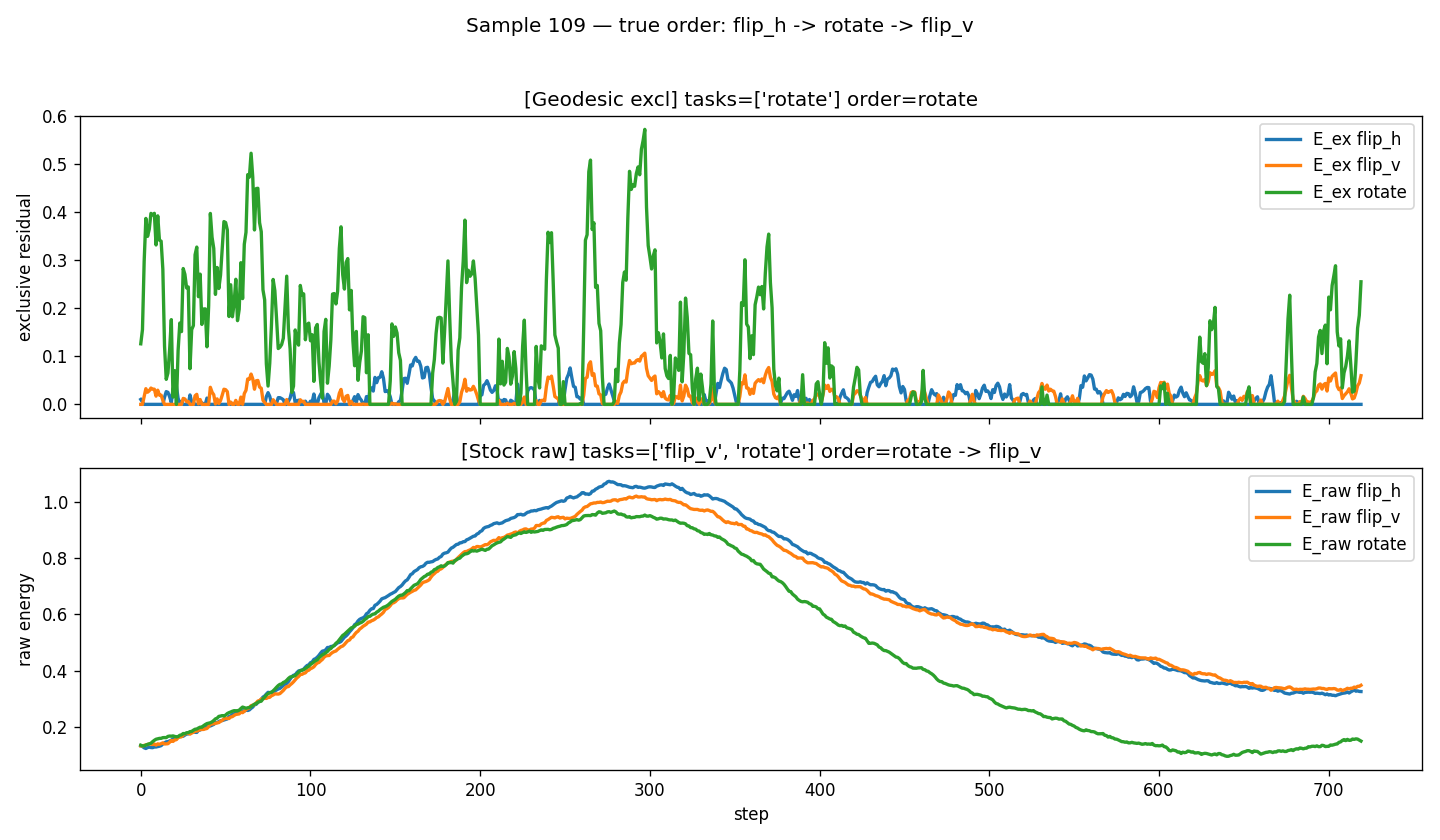 Sample 109 — true order: flip_h -> rotate -> flip_v
[Geodesic excl] tasks=['rotate'] order=rotate
0.6
0.5
0.4
0.3
0.2
0.1
0.0
exclusive residual
E_ex flip_h
E_ex flip_v
E_ex rotate
[Stock raw] tasks=['flip_v', 'rotate'] order=rotate -> flip_v
1.0
0.8
0.6
0.4
0.2
raw energy
E_raw flip_h
E_raw flip_v
E_raw rotate
0 100 200 300 400 500 600 700
step